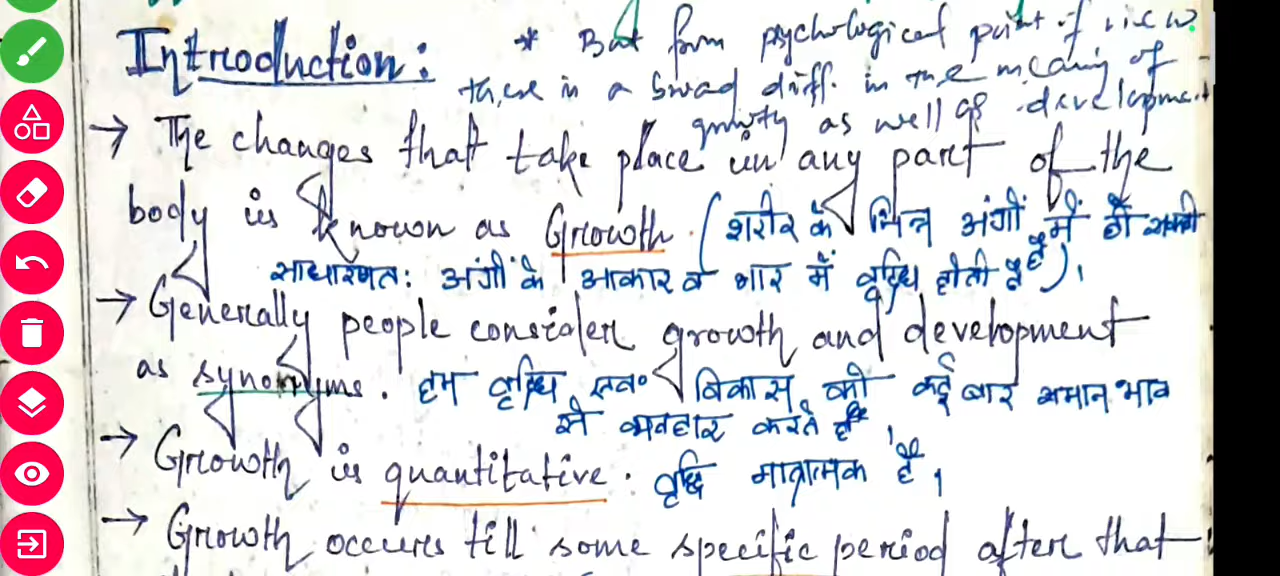 Introduction:
* But form psychological point of view
there is a broad diff. in the meaning of
growth as well as development
→ The changes that take place in any part of the
body is known as Growth. (शरीर के भिन्न अंगों में हो सकती है
साधारणतः अंगों के आकार व भार में वृद्धि होती है)।
→ Generally people consider growth and development
as synonyms. हम वृद्धि एवं विकास को कई बार समान भाव
से व्यवहार करते हैं।
→ Growth is quantitative. वृद्धि मात्रात्मक है।
→ Growth occures till some specific period after that